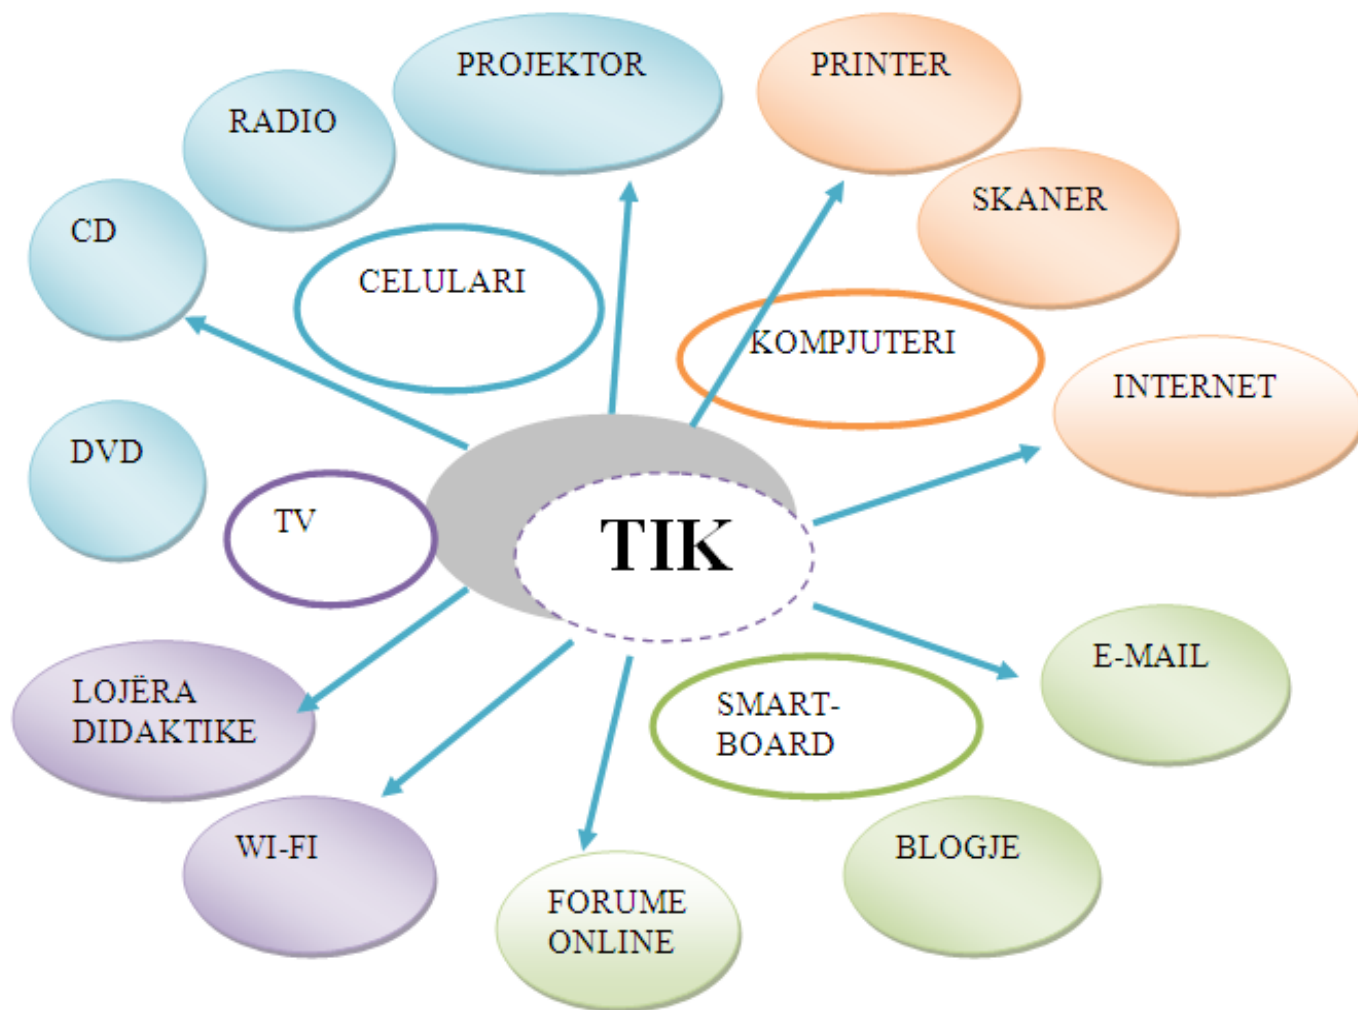 PROJEKTOR
PRINTER
RADIO
SKANER
CD
CELULARI
KOMPJUTERI
INTERNET
DVD
TV
TIK
E-MAIL
LOJËRA
DIDAKTIKE
SMART-
BOARD
WI-FI
BLOGJE
FORUME
ONLINE